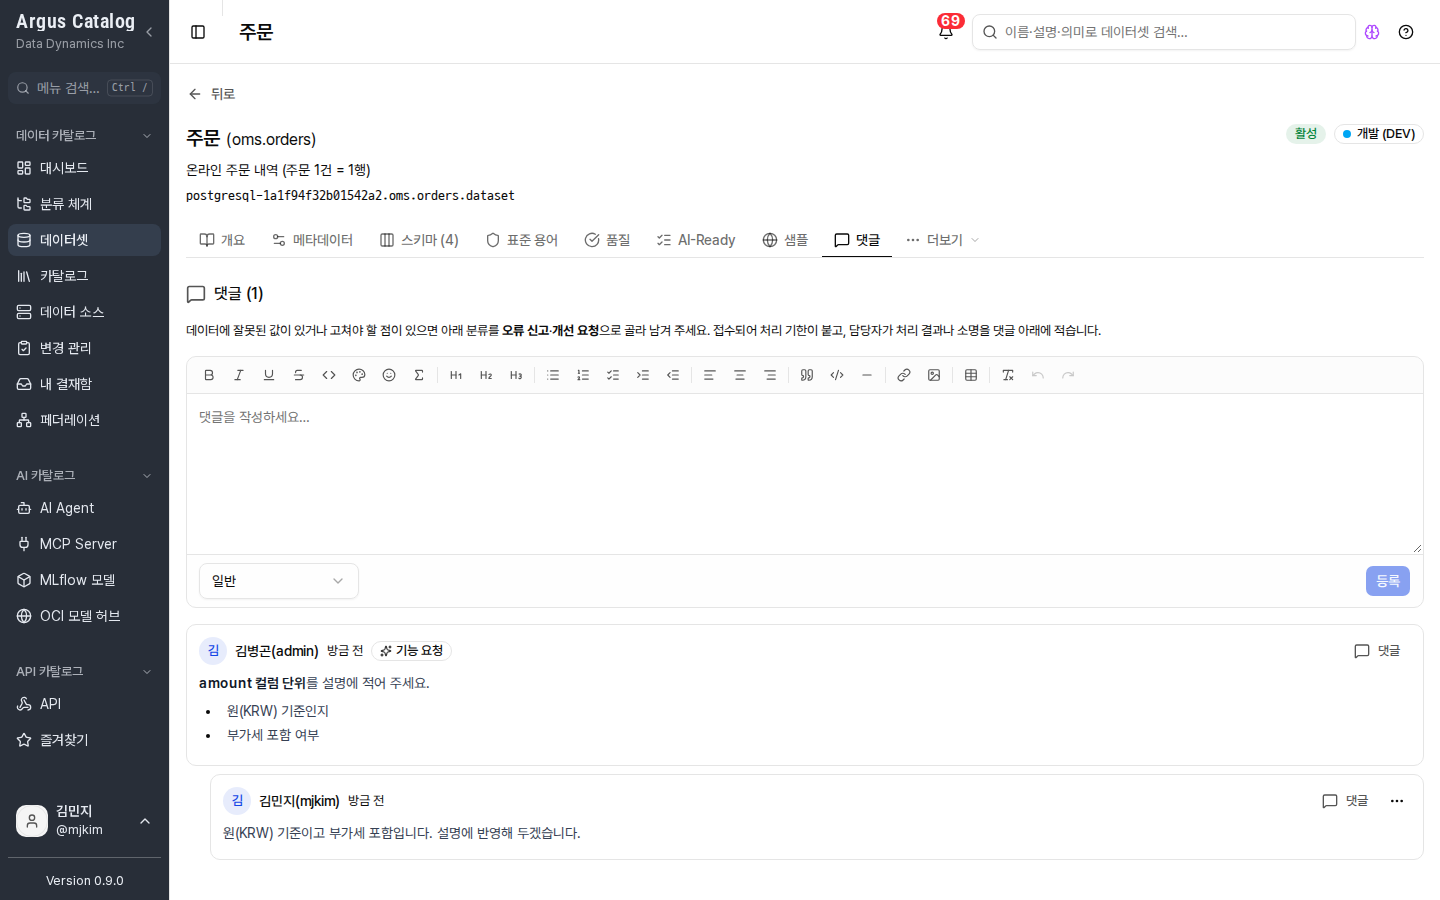 Argus Catalog
Data Dynamics Inc
메뉴 검색... Ctrl /
데이터 카탈로그
대시보드
분류 체계
데이터셋
카탈로그
데이터 소스
변경 관리
내 결재함
페더레이션
AI 카탈로그
AI Agent
MCP Server
MLflow 모델
OCI 모델 허브
API 카탈로그
API
즐겨찾기
김민지
@mjkim
Version 0.9.0
주문
69
이름·설명·의미로 데이터셋 검색...
뒤로
주문 (oms.orders)
활성
개발 (DEV)
온라인 주문 내역 (주문 1건 = 1행)
postgresql-1a1f94f32b01542a2.oms.orders.dataset
개요 메타데이터 스키마 (4) 표준 용어 품질 AI-Ready 샘플 댓글 더보기
댓글 (1)
데이터에 잘못된 값이 있거나 고쳐야 할 점이 있으면 아래 분류를 오류 신고·개선 요청으로 골라 남겨 주세요. 접수되어 처리 기한이 붙고, 담당자가 처리 결과나 소명을 댓글 아래에 적습니다.
H1 H2 H3
댓글을 작성하세요...
일반
등록
김 김병곤(admin) 방금 전 기능 요청 댓글
amount 컬럼 단위를 설명에 적어 주세요.
• 원(KRW) 기준인지
• 부가세 포함 여부
김 김민지(mjkim) 방금 전 댓글
원(KRW) 기준이고 부가세 포함입니다. 설명에 반영해 두겠습니다.